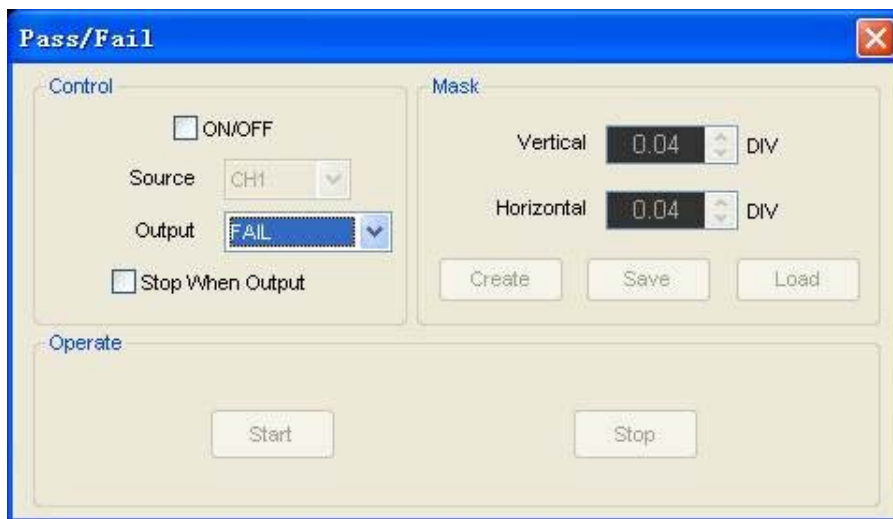 Pass/Fail
Control
ON/OFF
Source CH1
Output FAIL
Stop When Output
Mask
Vertical 0.04 DIV
Horizontal 0.04 DIV
Create Save Load
Operate
Start Stop